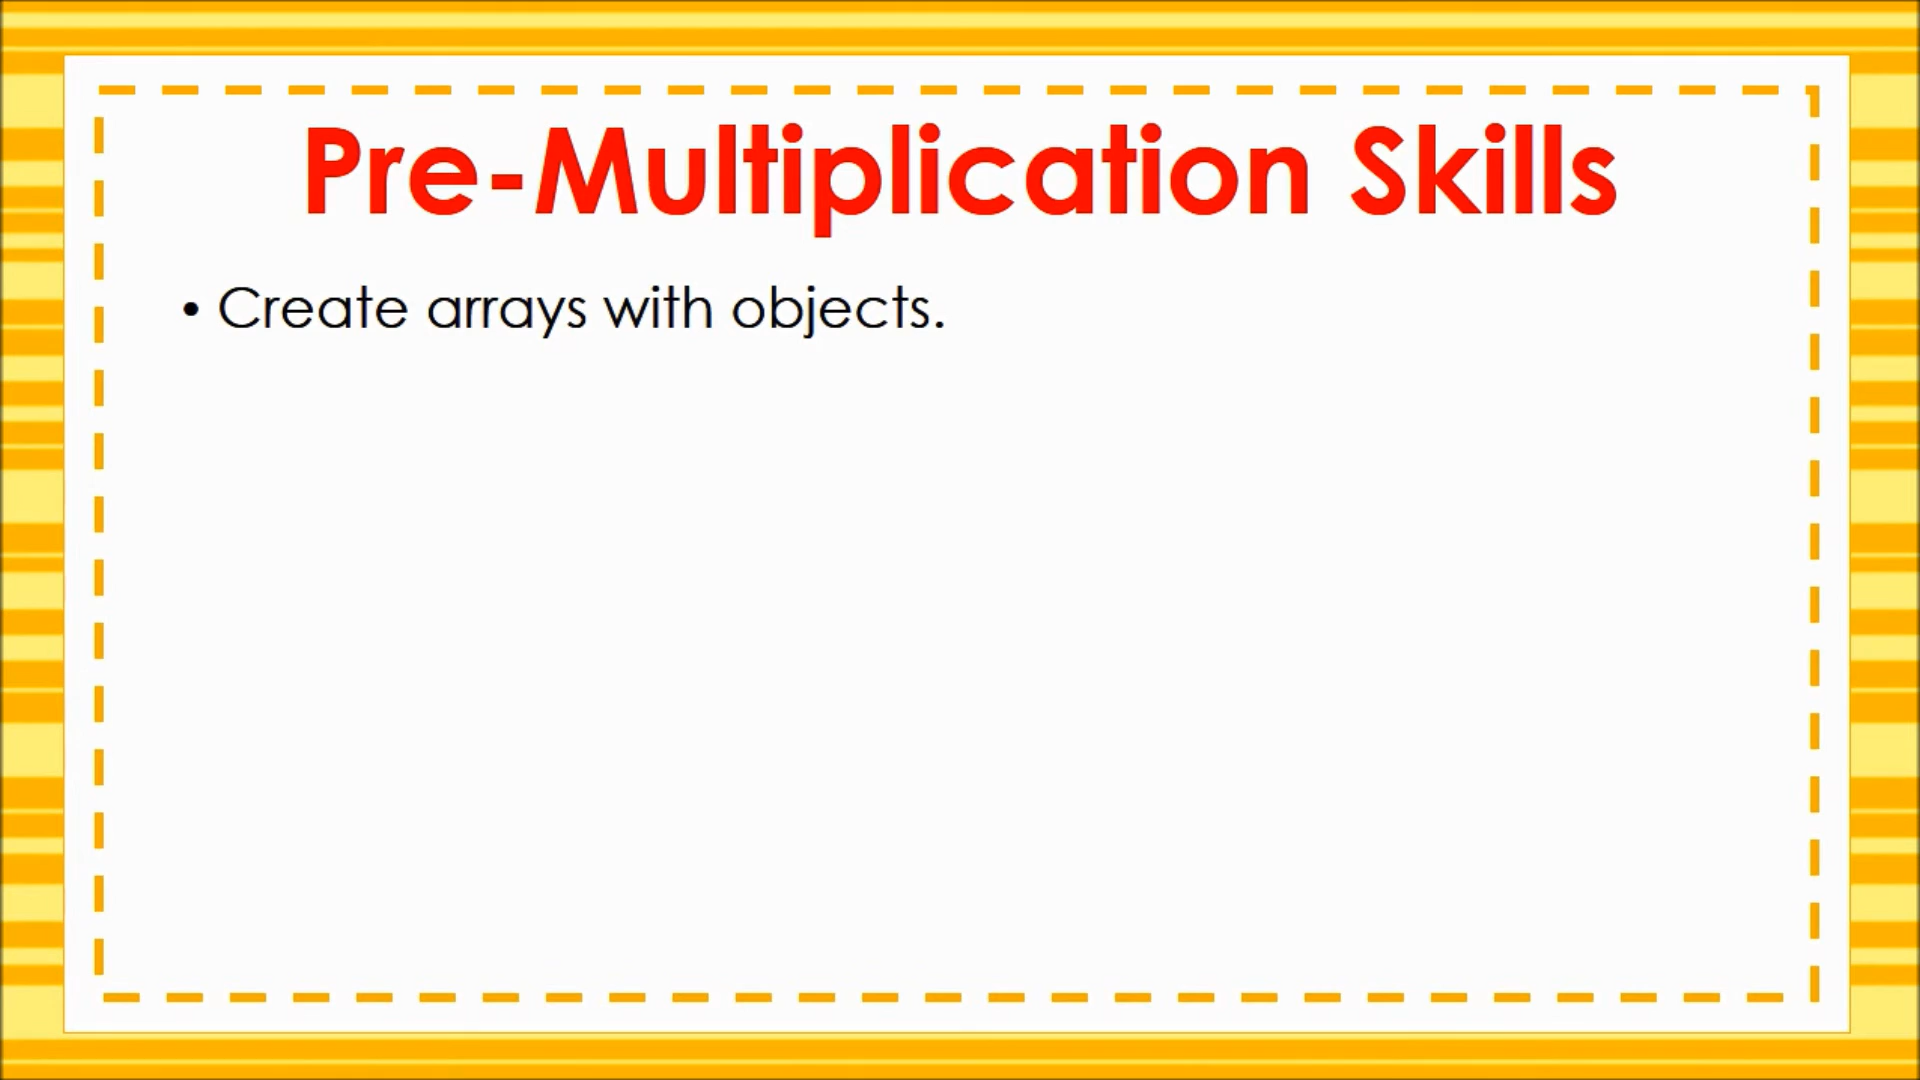 Pre-Multiplication Skills
• Create arrays with objects.